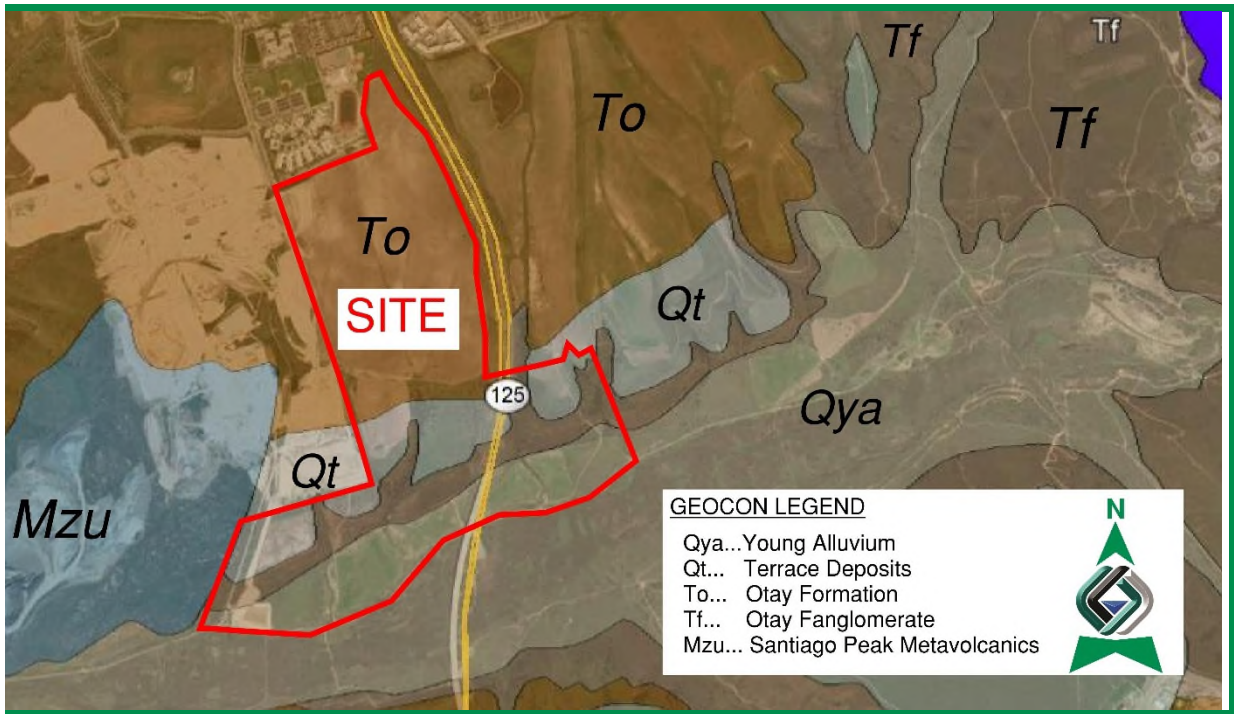 Tf
Tf
To
Tf
To
SITE
Qt
125
Qya
Qt
Mzu
GEOCON LEGEND
Qya...Young Alluvium
Qt... Terrace Deposits
To... Otay Formation
Tf... Otay Fanglomerate
Mzu... Santiago Peak Metavolcanics
N